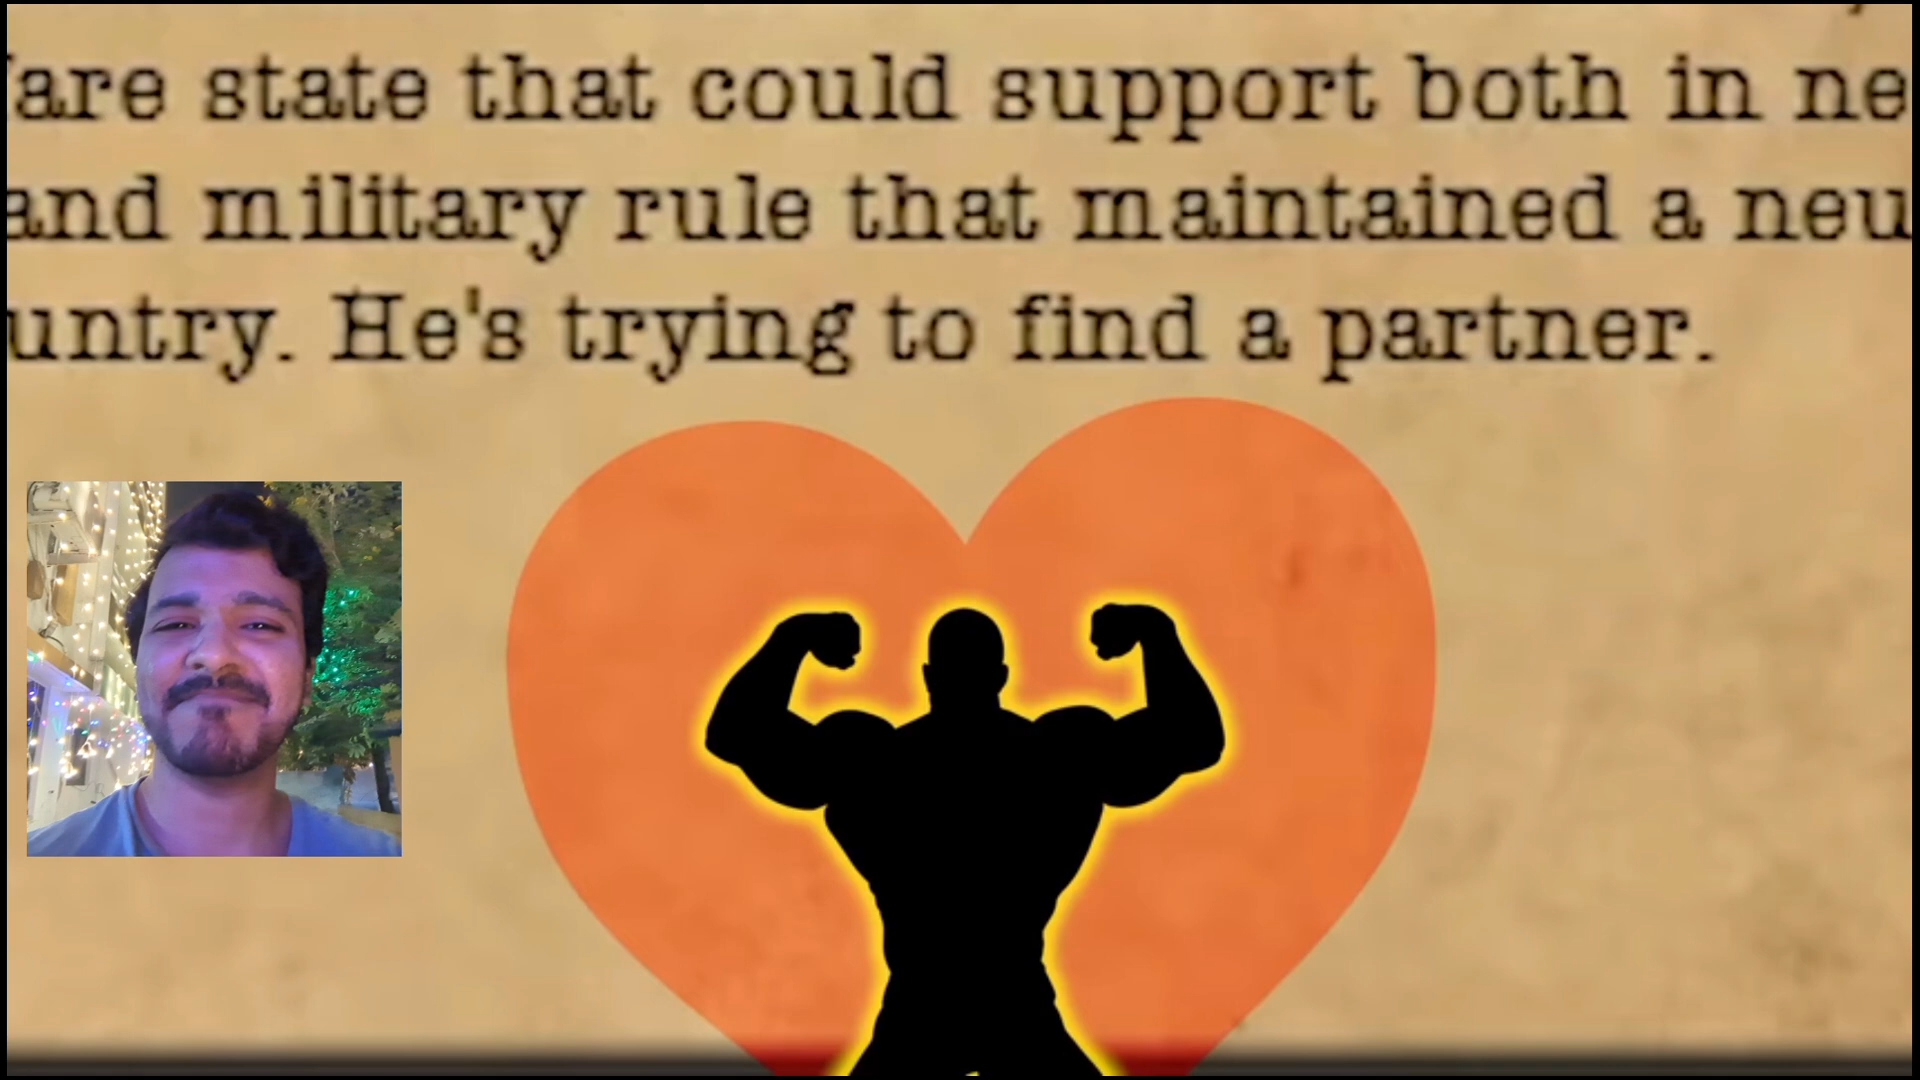 are state that could support both in ne
and military rule that maintained a neu
untry. He's trying to find a partner.